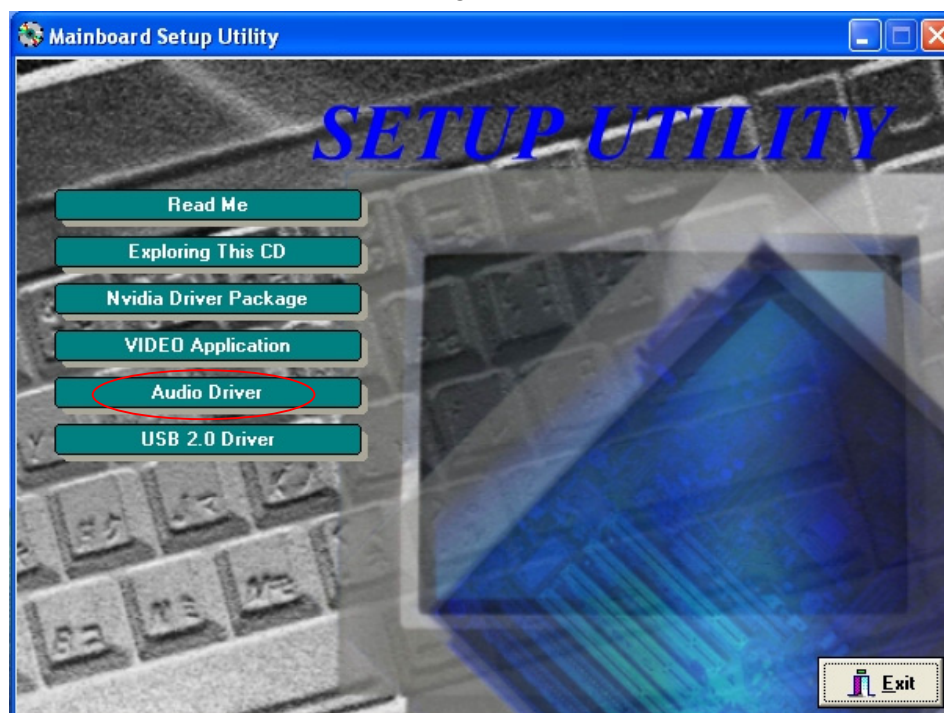 Mainboard Setup Utility
SETUP UTILITY
Read Me
Exploring This CD
Nvidia Driver Package
VIDEO Application
Audio Driver
USB 2.0 Driver
Exit